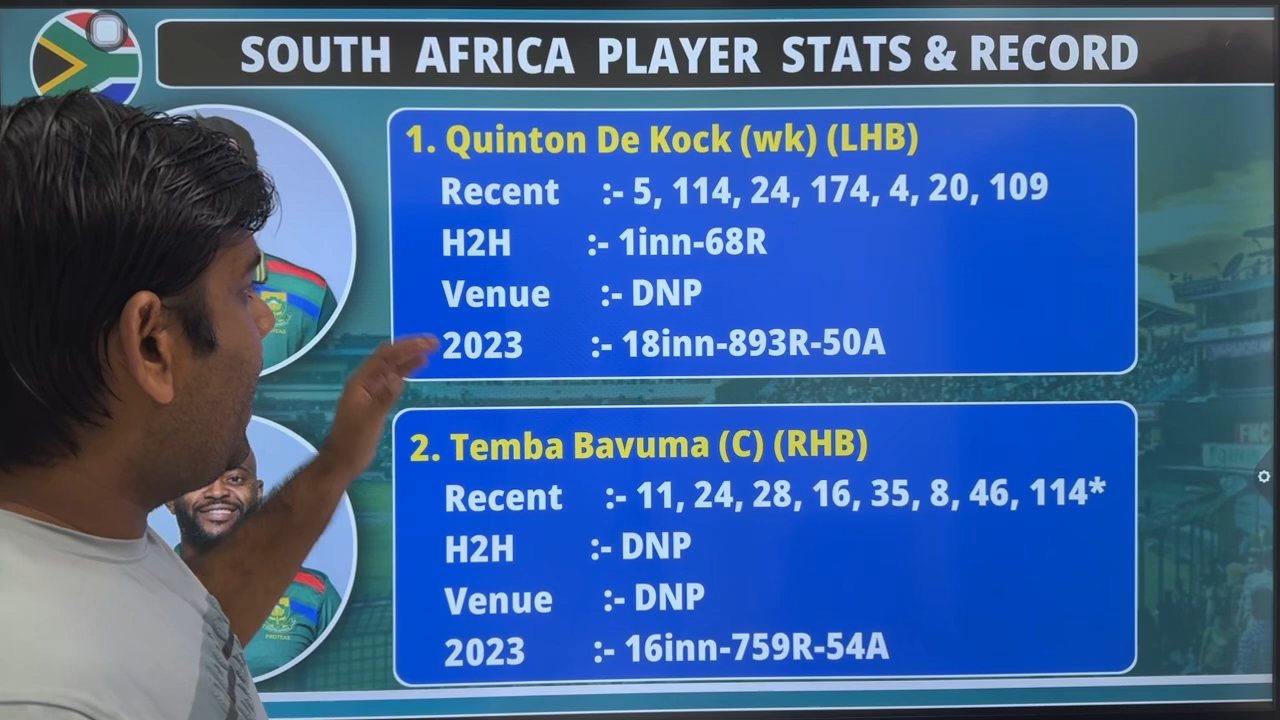 SOUTH AFRICA PLAYER STATS & RECORD
1. Quinton De Kock (wk) (LHB)
Recent :- 5, 114, 24, 174, 4, 20, 109
H2H :- 1inn-68R
Venue :- DNP
2023 :- 18inn-893R-50A
2. Temba Bavuma (C) (RHB)
Recent :- 11, 24, 28, 16, 35, 8, 46, 114*
H2H :- DNP
Venue :- DNP
2023 :- 16inn-759R-54A
PROTEAS